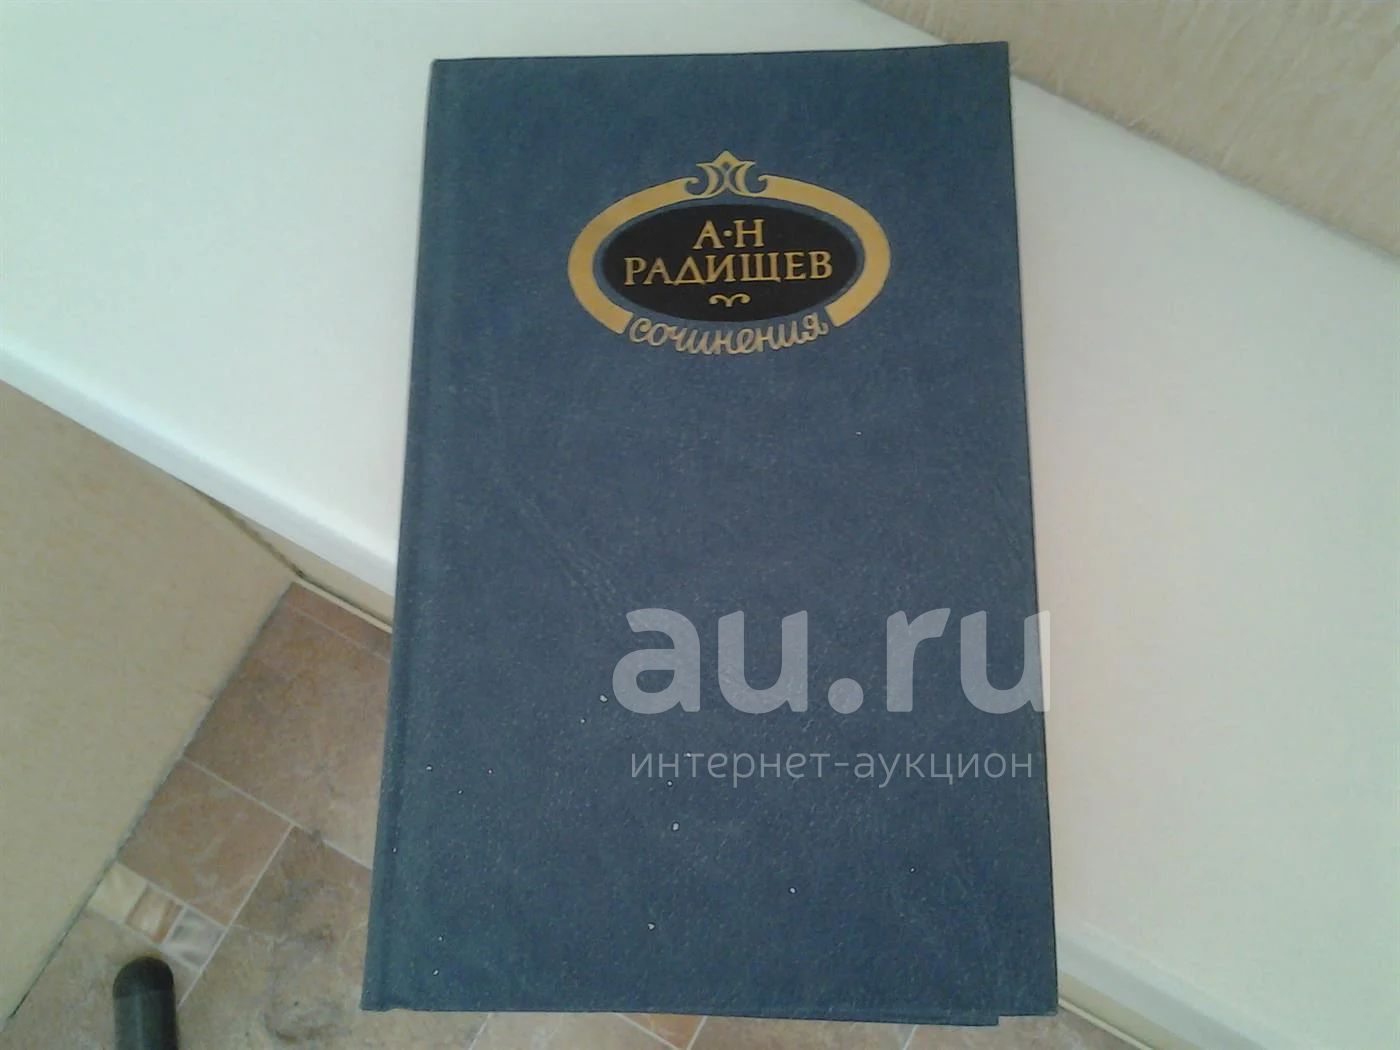 А·Н
РАДИЩЕВ
сочинения
au.ru
интернет-аукцион